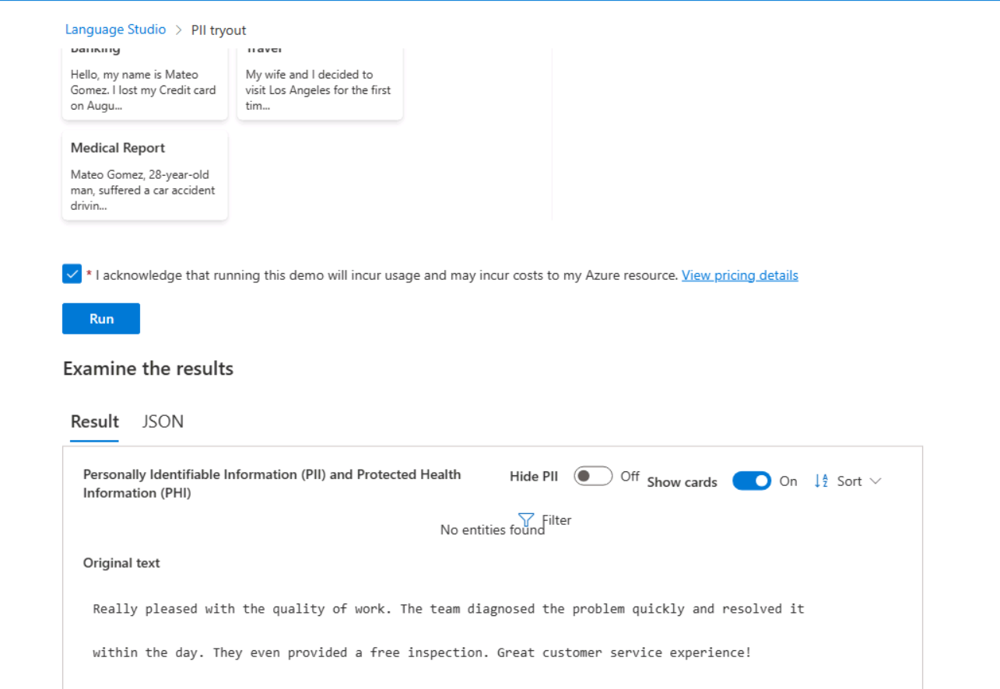 Language Studio > PII tryout
Banking
Travel
Hello, my name is Mateo
Gomez. I lost my Credit card
on Augu...
My wife and I decided to
visit Los Angeles for the first
tim...
Medical Report
Mateo Gomez, 28-year-old
man, suffered a car accident
drivin...
* I acknowledge that running this demo will incur usage and may incur costs to my Azure resource. View pricing details
Run
Examine the results
Result JSON
Personally Identifiable Information (PII) and Protected Health
Information (PHI)
Hide PII Off Show cards On Sort
Filter
No entities found
Original text
Really pleased with the quality of work. The team diagnosed the problem quickly and resolved it
within the day. They even provided a free inspection. Great customer service experience!